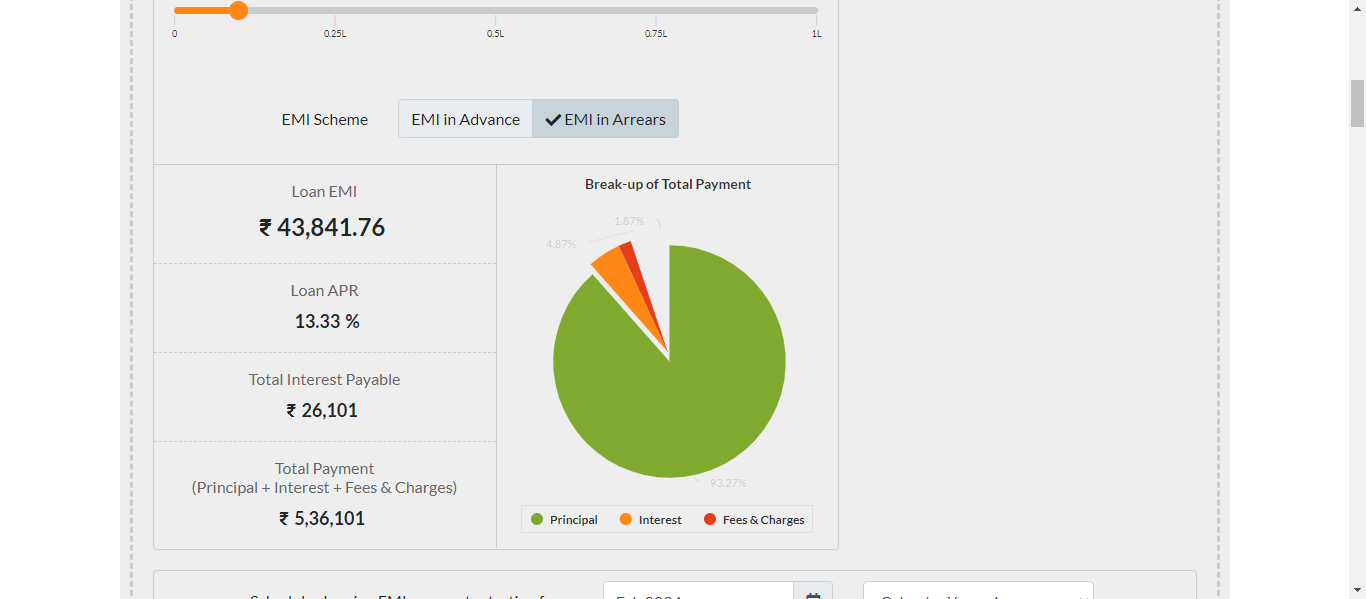 0 0.25L 0.5L 0.75L 1L
EMI Scheme EMI in Advance EMI in Arrears
Loan EMI
₹ 43,841.76
Loan APR
13.33 %
Total Interest Payable
₹ 26,101
Total Payment
(Principal + Interest + Fees & Charges)
₹ 5,36,101
Break-up of Total Payment
1.87%
4.87%
93.27%
Principal Interest Fees & Charges